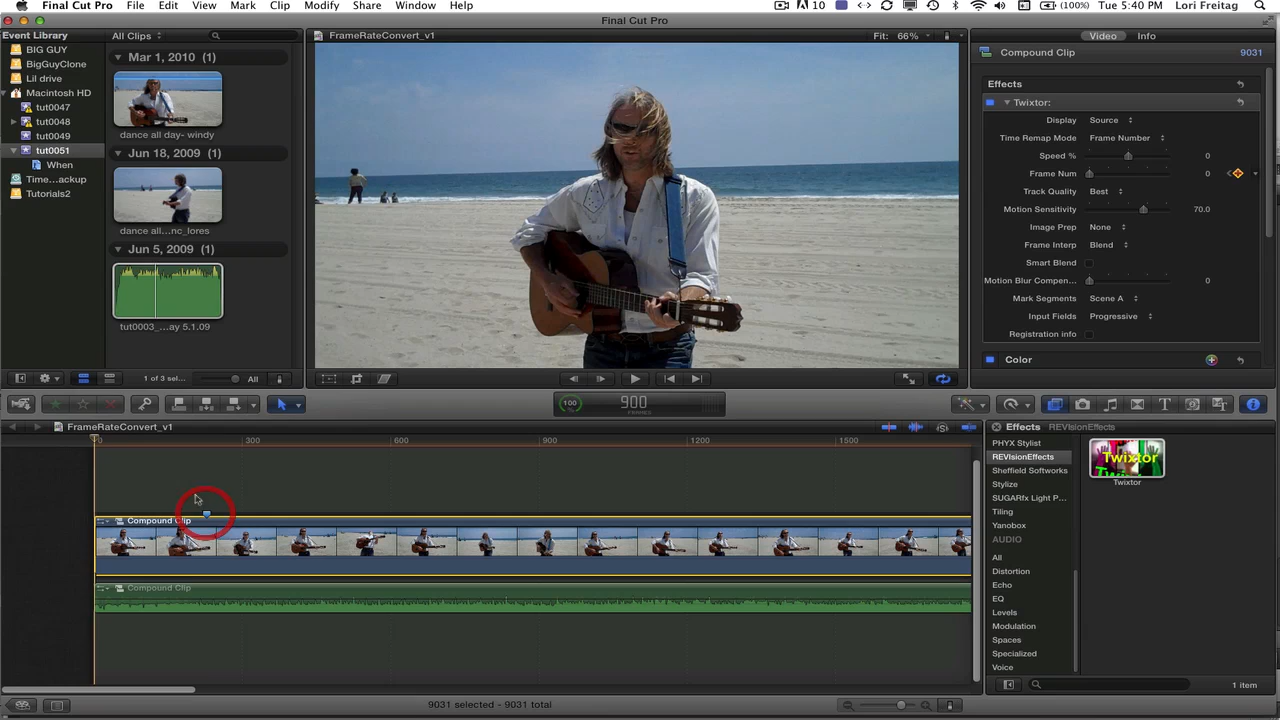 Final Cut Pro File Edit View Mark Clip Modify Share Window Help 10 (100%) Tue 5:40 PM Lori Freitag
Final Cut Pro
Event Library
BIG GUY
BigGuyClone
Lil drive
Macintosh HD
tut0047
tut0048
tut0049
tut0051
When
Time...ackup
Tutorials2
All Clips
Mar 1, 2010 (1)
dance all day- windy
Jun 18, 2009 (1)
dance all...nc_lores
Jun 5, 2009 (1)
tut0003_...ay 5.1.09
1 of 3 sel... All
FrameRateConvert_v1 Fit: 66%
Video Info
Compound Clip 9031
Effects
Twixtor:
Display Source
Time Remap Mode Frame Number
Speed % 0
Frame Num 0
Track Quality Best
Motion Sensitivity 70.0
Image Prep None
Frame Interp Blend
Smart Blend
Motion Blur Compen... 0
Mark Segments Scene A
Input Fields Progressive
Registration info
Color
100 900
FRAMES
FrameRateConvert_v1
0 300 600 900 1200 1500
Compound Clip
Compound Clip
9031 selected - 9031 total
Effects REVisionEffects
PHYX Stylist
REVisionEffects
Sheffield Softworks
Stylize
SUGARfx Light P...
Tiling
Yanobox
AUDIO
All
Distortion
Echo
EQ
Levels
Modulation
Spaces
Specialized
Voice
Twixtor
Twixtor
1 item